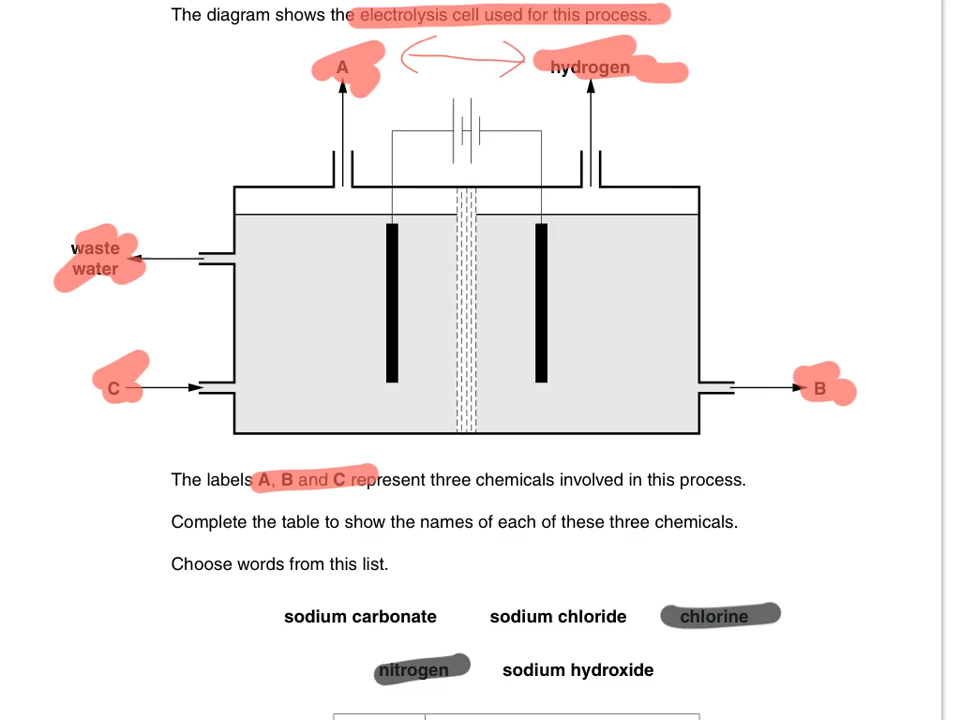 The diagram shows the electrolysis cell used for this process.
A
hydrogen
waste
water
C
B
The labels A, B and C represent three chemicals involved in this process.
Complete the table to show the names of each of these three chemicals.
Choose words from this list.
sodium carbonate sodium chloride chlorine
nitrogen sodium hydroxide